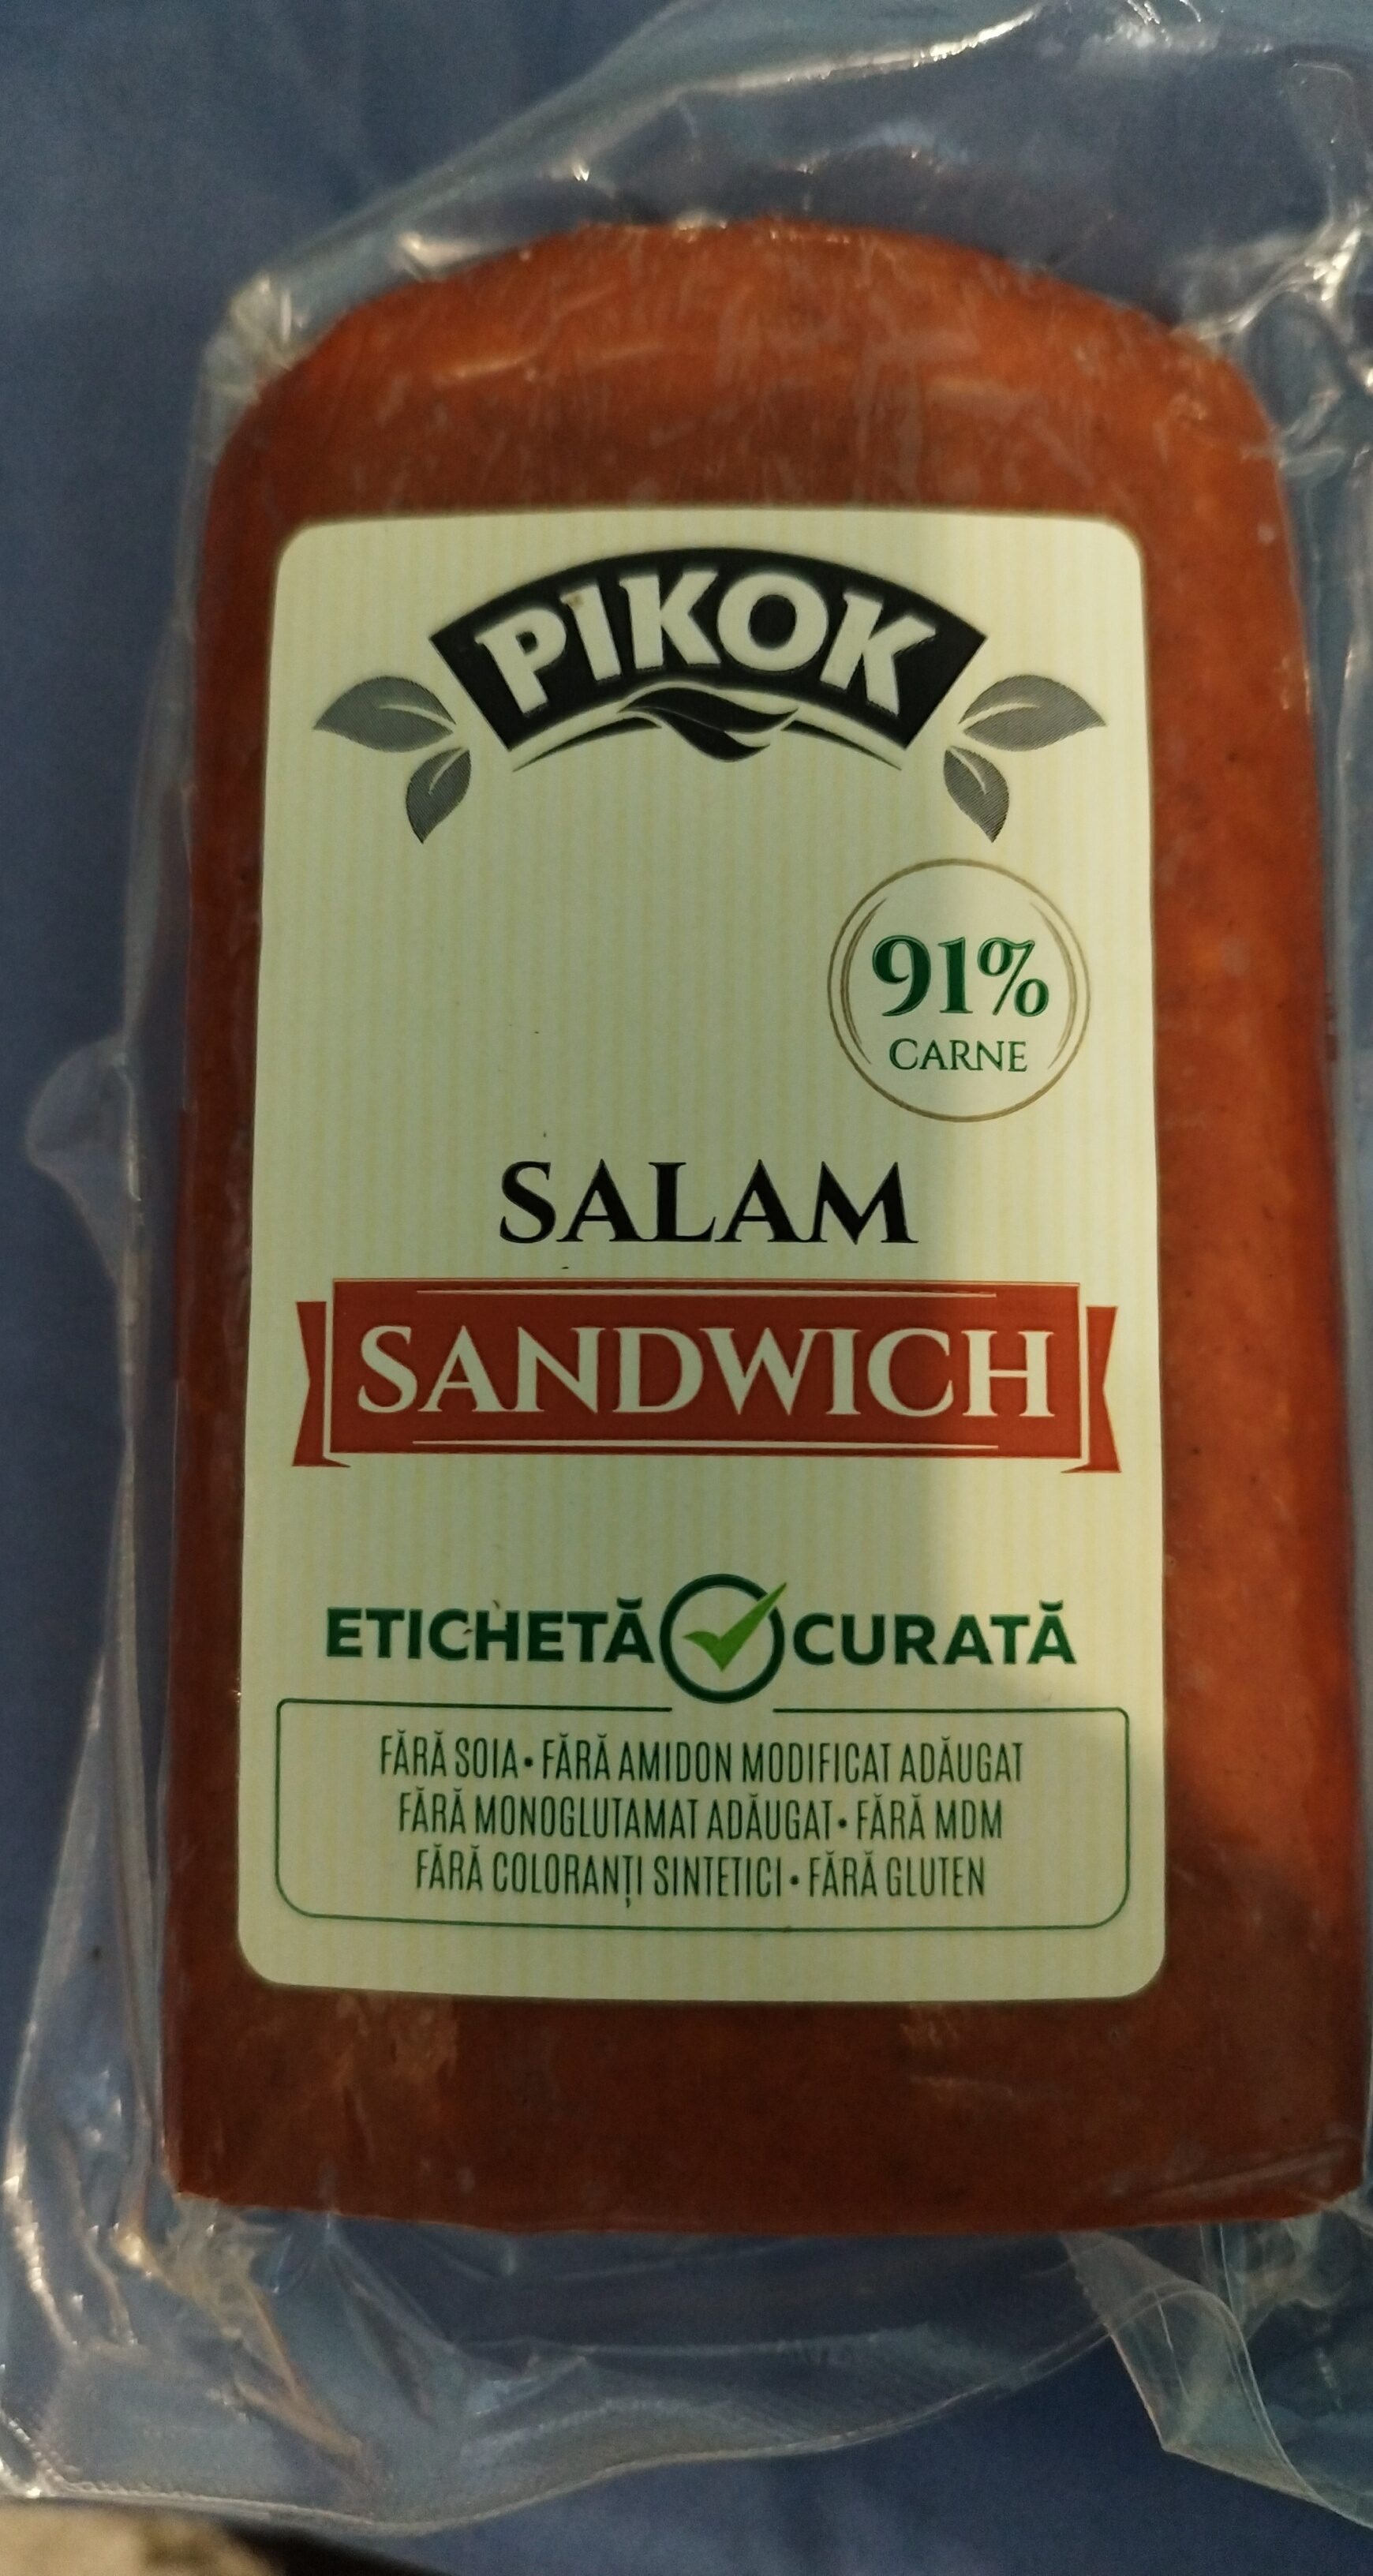 PIKOK
91%
CARNE
SALAM
SANDWICH
ETICHETĂ CURATĂ
FĂRĂ SOIA • FĂRĂ AMIDON MODIFICAT ADĂUGAT
FĂRĂ MONOGLUTAMAT ADĂUGAT • FĂRĂ MDM
FĂRĂ COLORANȚI SINTETICI • FĂRĂ GLUTEN